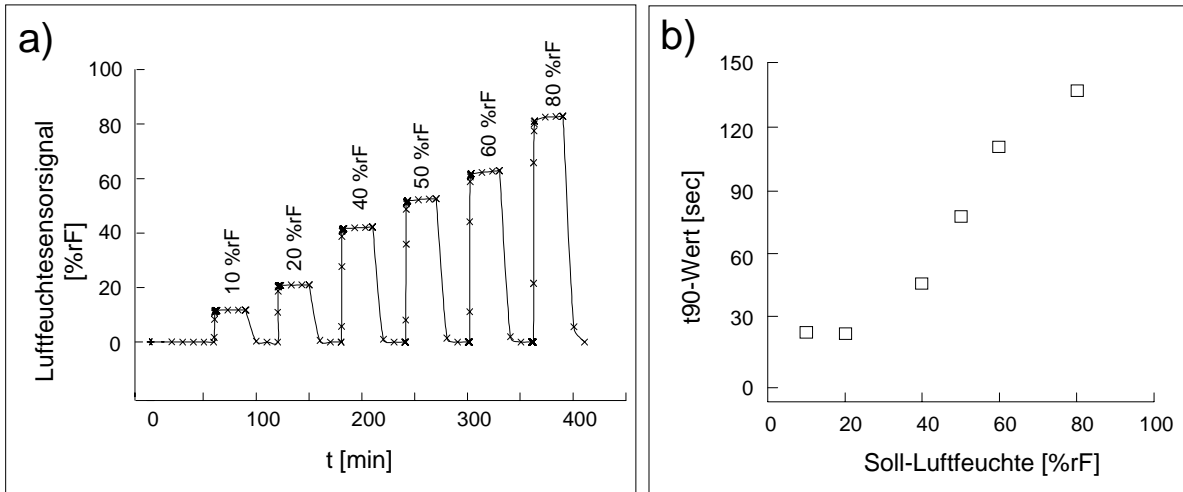 a)
100
80
60
40
20
0
Luftfeuchtesensorsignal
[%rF]
10 %rF
20 %rF
40 %rF
50 %rF
60 %rF
80 %rF
0
100
200
300
400
t [min]
b)
150
120
90
60
30
0
t90-Wert [sec]
0
20
40
60
80
100
Soll-Luftfeuchte [%rF]